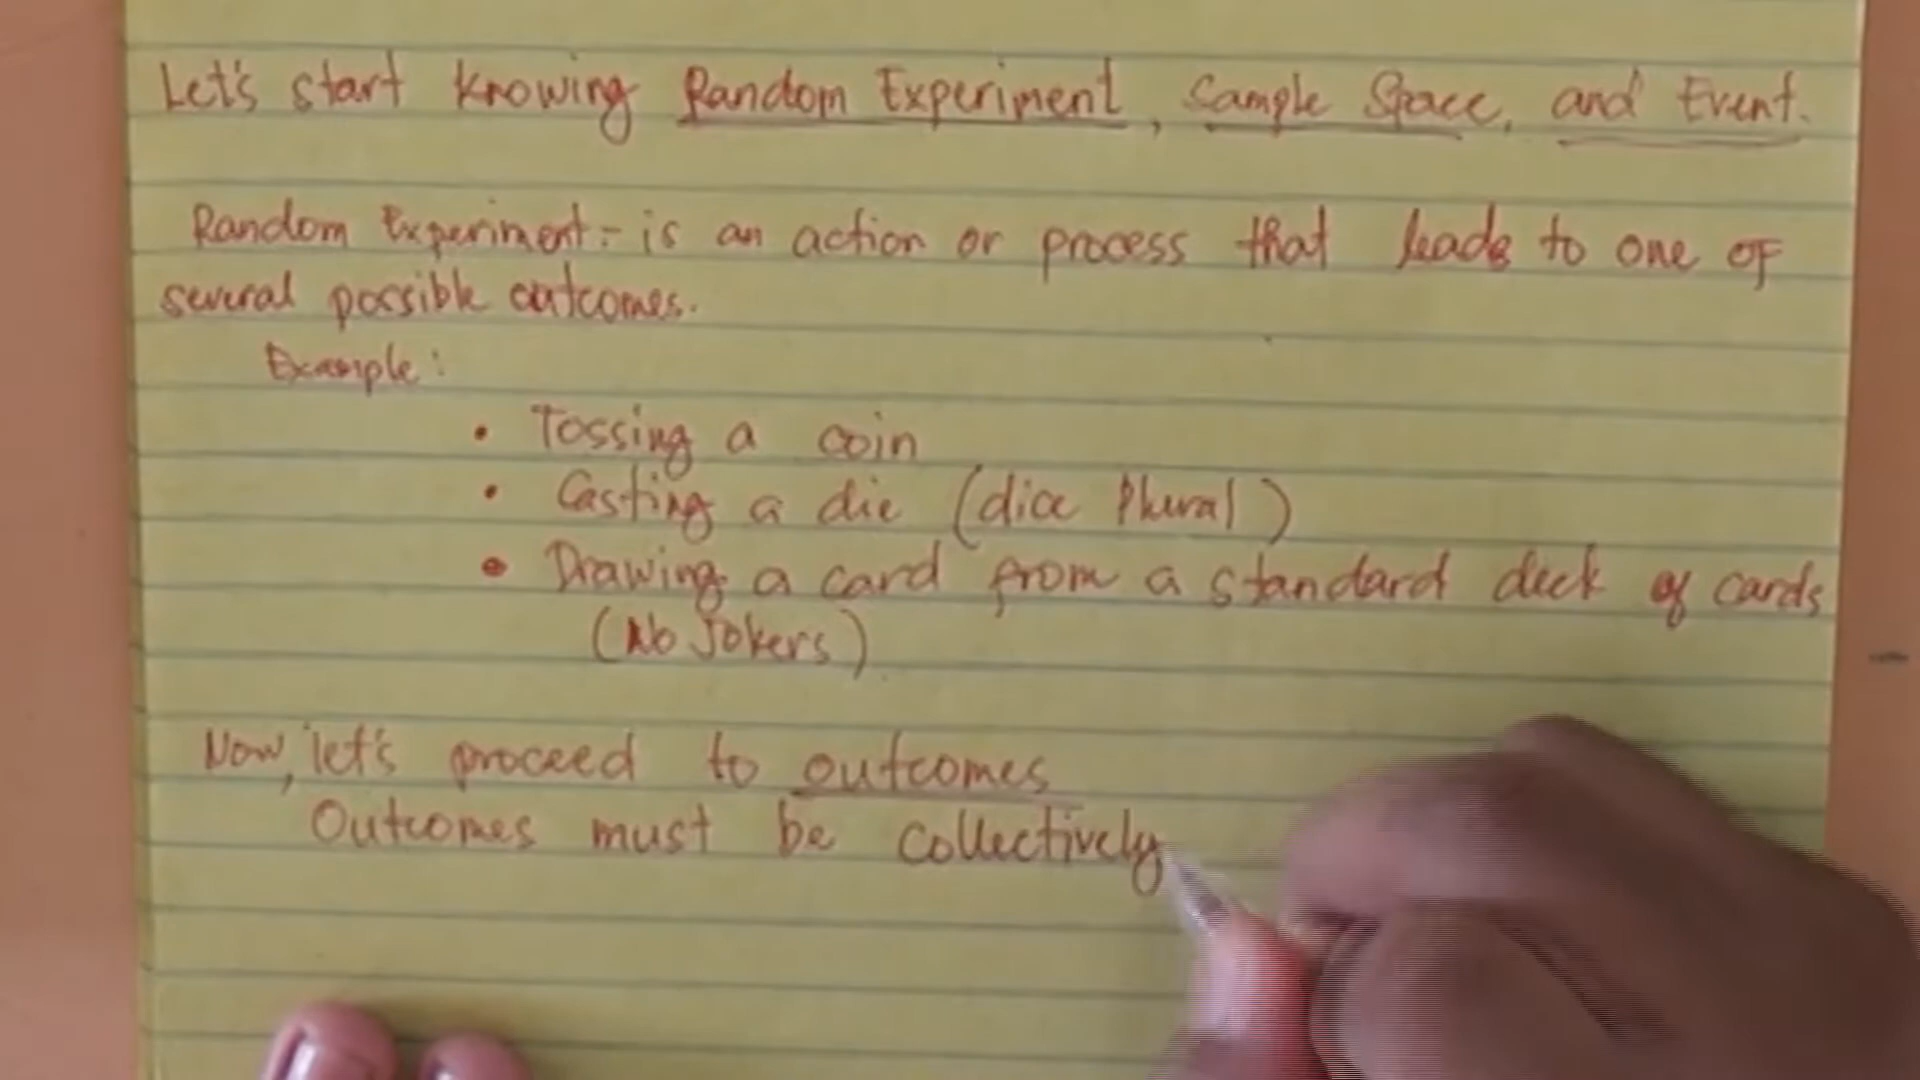 Let's start knowing Random Experiment, Sample Space, and Event.
Random Experiment:- is an action or process that leads to one of
several possible outcomes.
Example:
• Tossing a coin
• Casting a die (dice Plural)
• Drawing a card from a standard deck of cards
(No Jokers)
Now, let's proceed to outcomes
Outcomes must be collectively